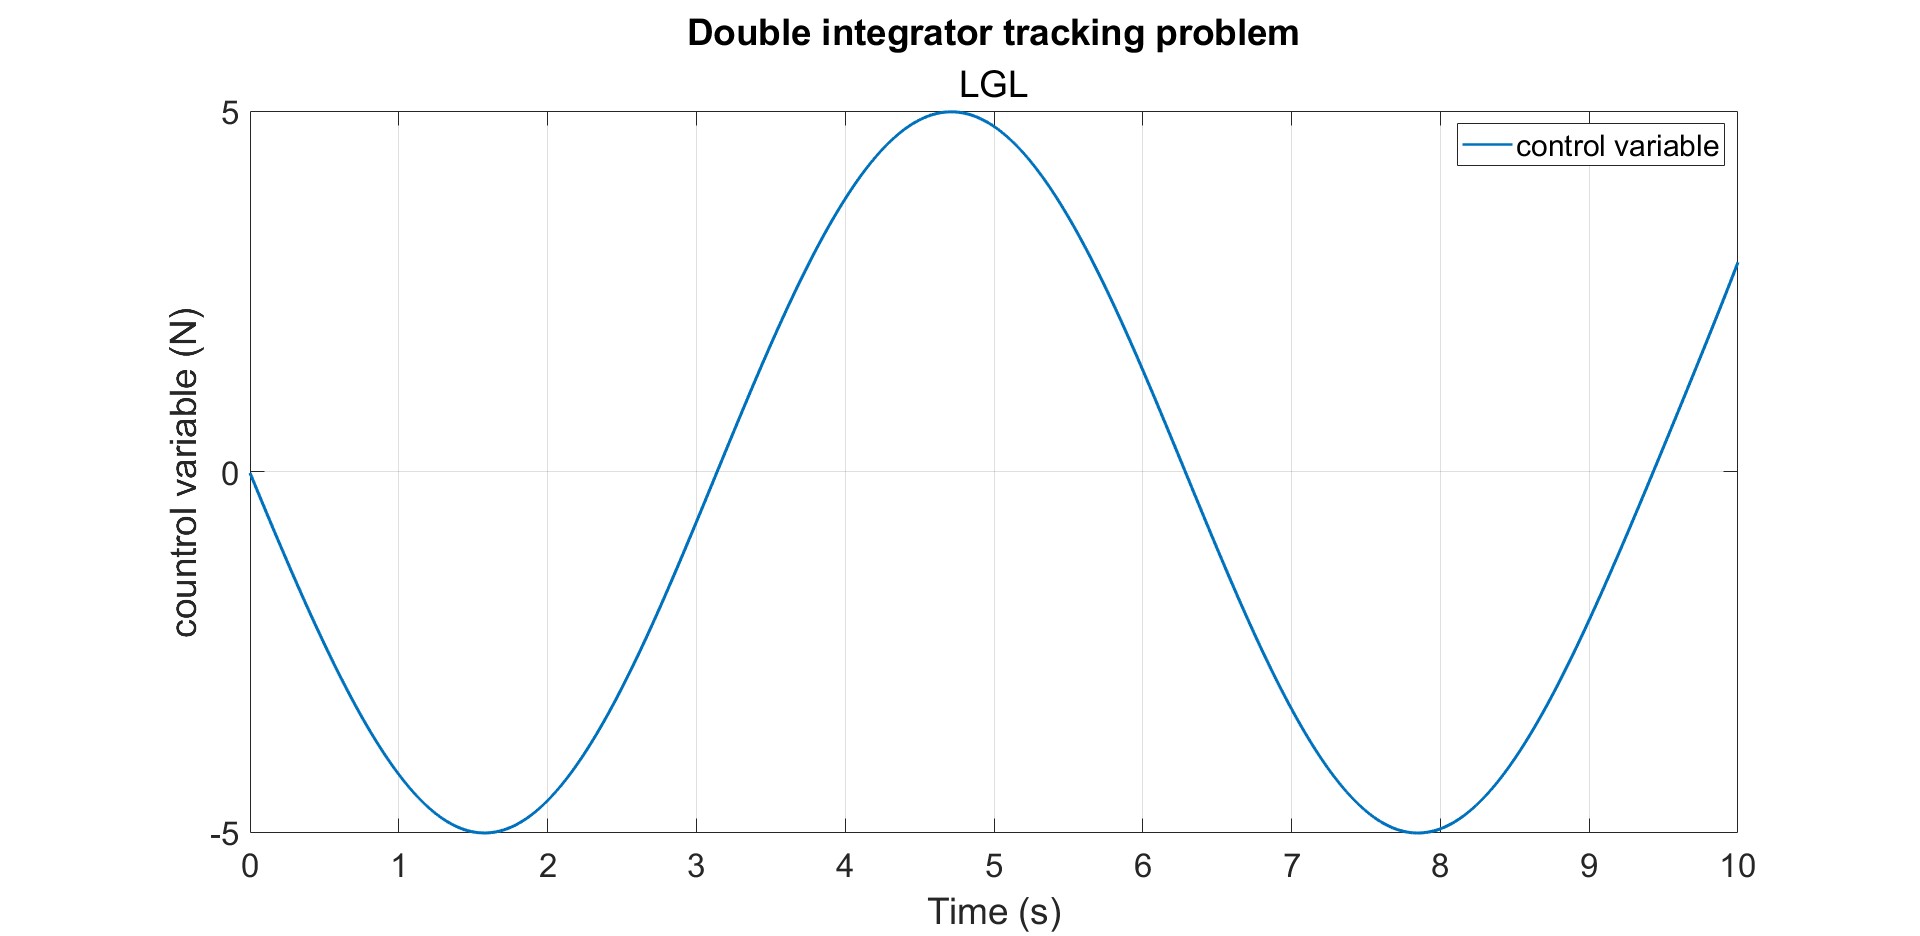 Double integrator tracking problem
LGL
control variable
country variable (N)
5
0
-5
0 1 2 3 4 5 6 7 8 9 10
Time (s)